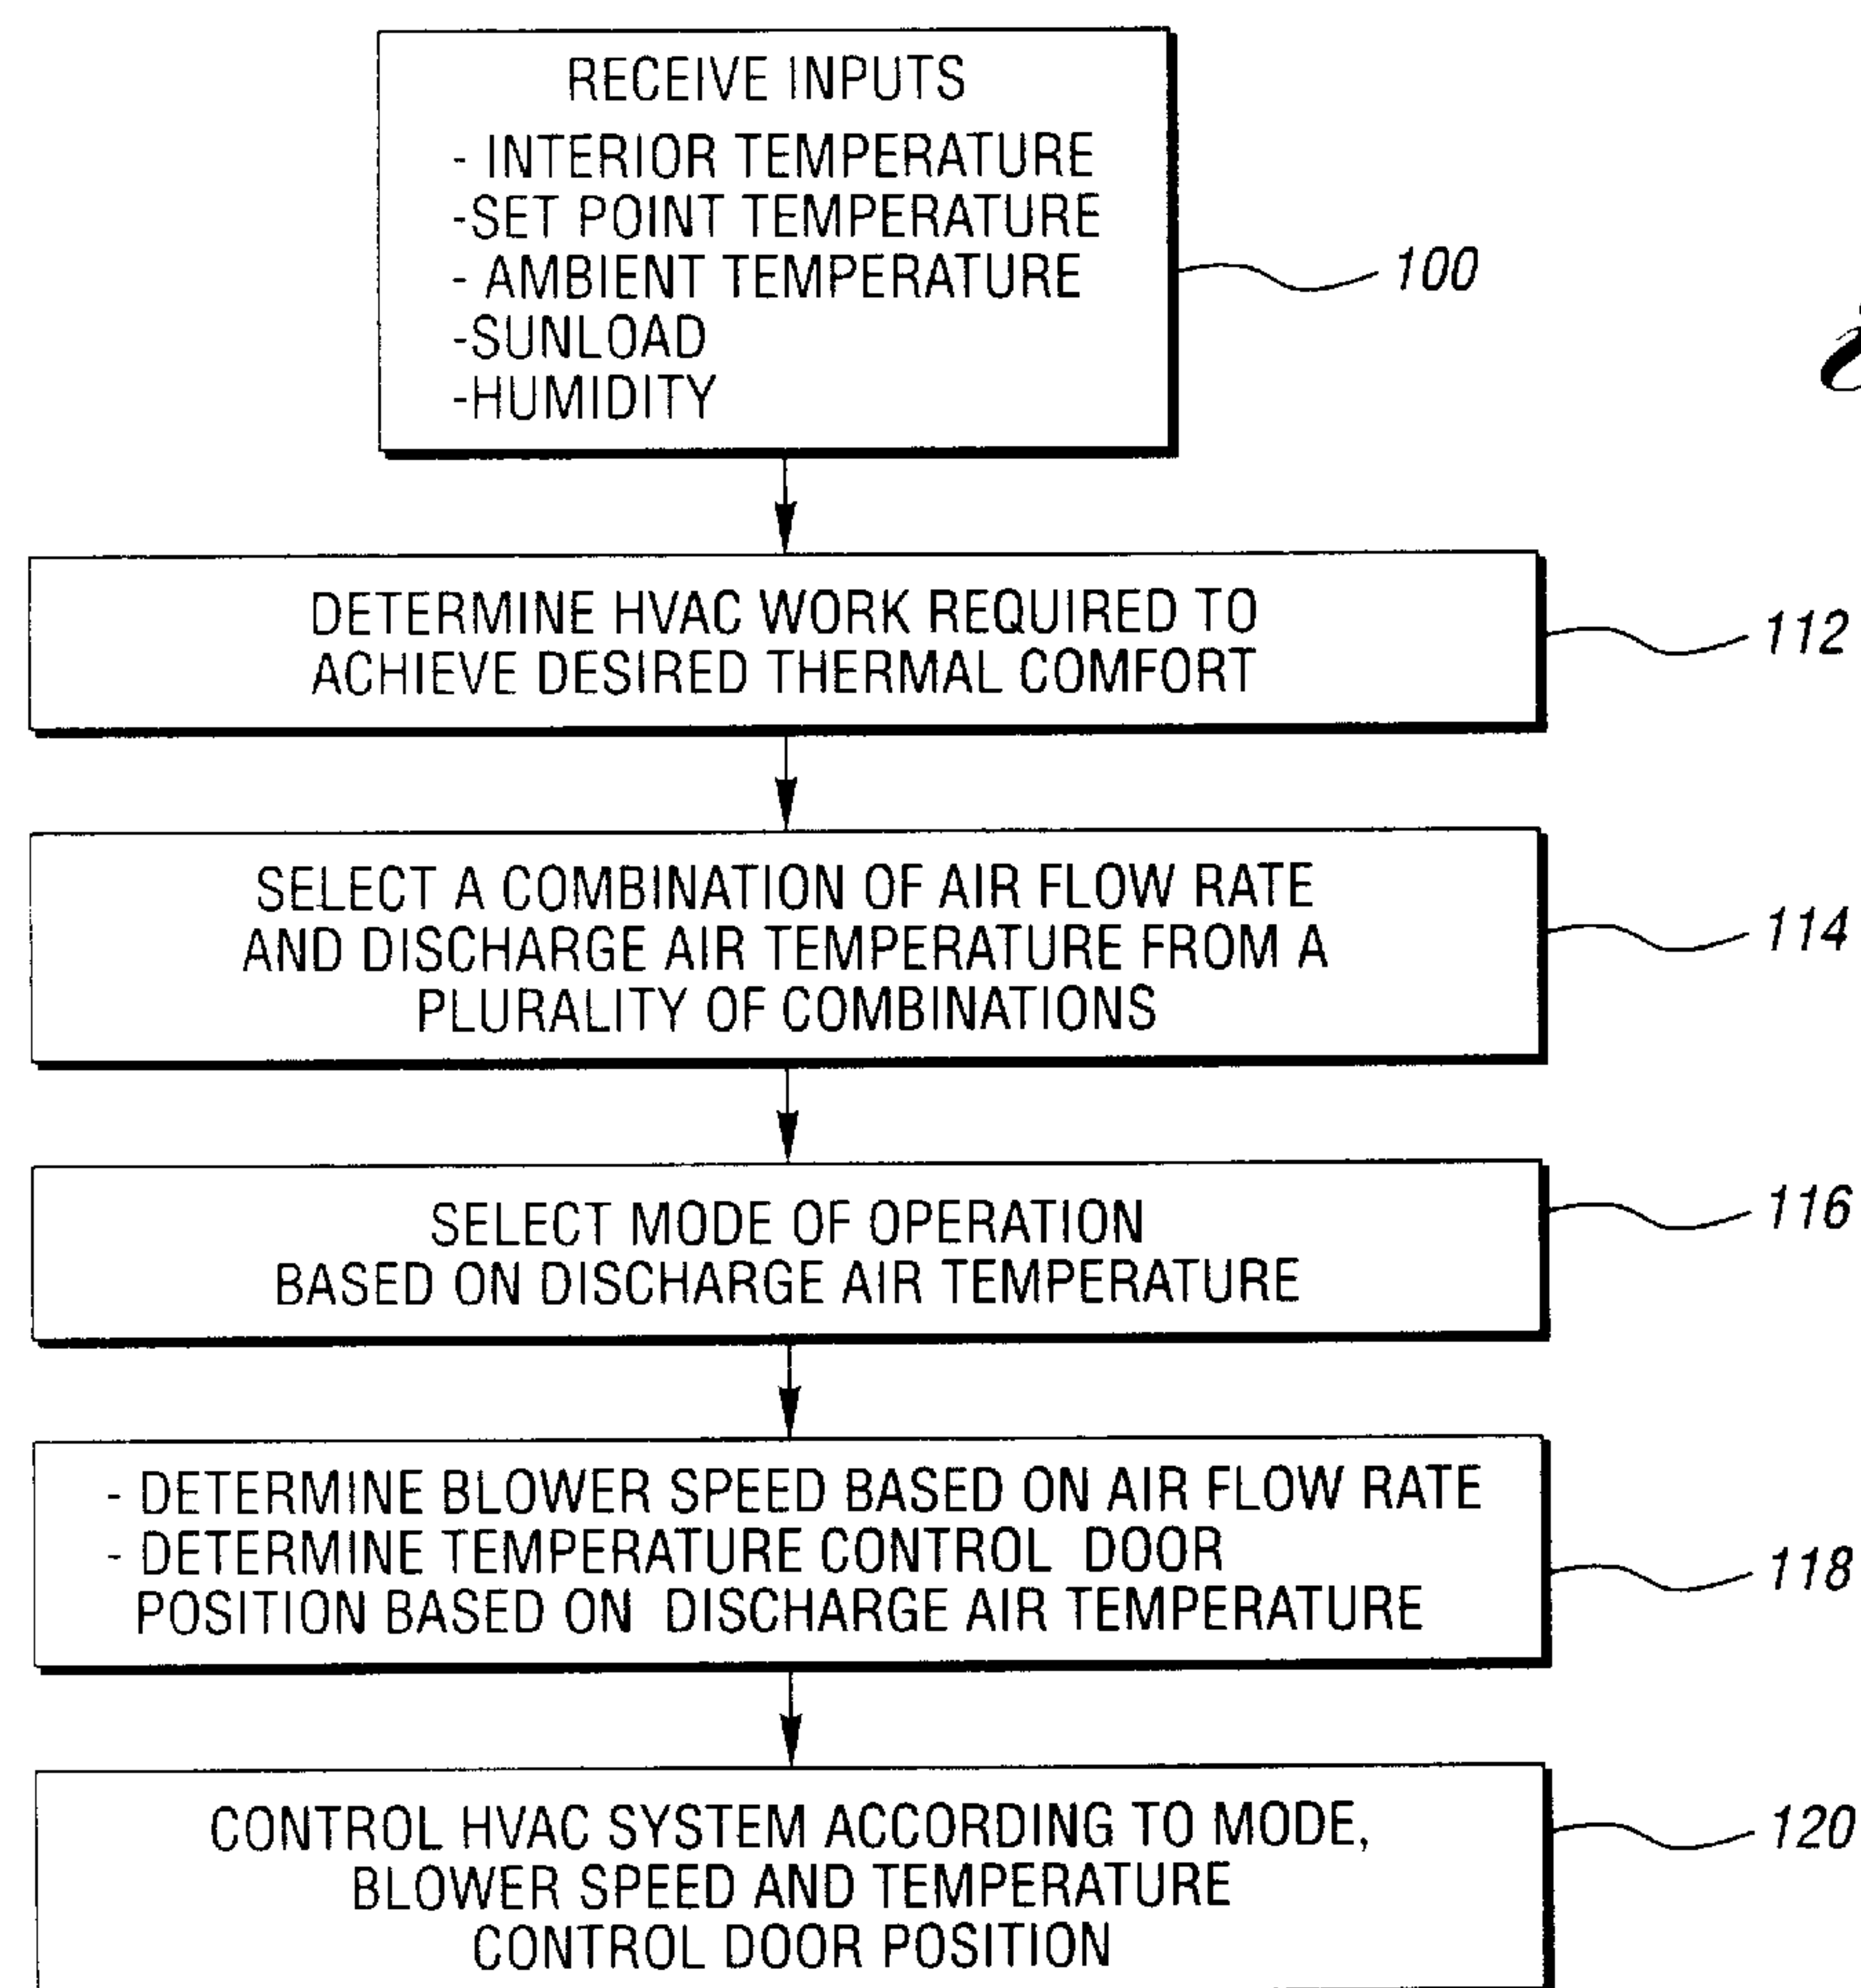 RECEIVE INPUTS
- INTERIOR TEMPERATURE
-SET POINT TEMPERATURE
- AMBIENT TEMPERATURE
-SUNLOAD
-HUMIDITY
100
DETERMINE HVAC WORK REQUIRED TO
ACHIEVE DESIRED THERMAL COMFORT
112
SELECT A COMBINATION OF AIR FLOW RATE
AND DISCHARGE AIR TEMPERATURE FROM A
PLURALITY OF COMBINATIONS
114
SELECT MODE OF OPERATION
BASED ON DISCHARGE AIR TEMPERATURE
116
- DETERMINE BLOWER SPEED BASED ON AIR FLOW RATE
- DETERMINE TEMPERATURE CONTROL DOOR
POSITION BASED ON DISCHARGE AIR TEMPERATURE
118
CONTROL HVAC SYSTEM ACCORDING TO MODE,
BLOWER SPEED AND TEMPERATURE
CONTROL DOOR POSITION
120